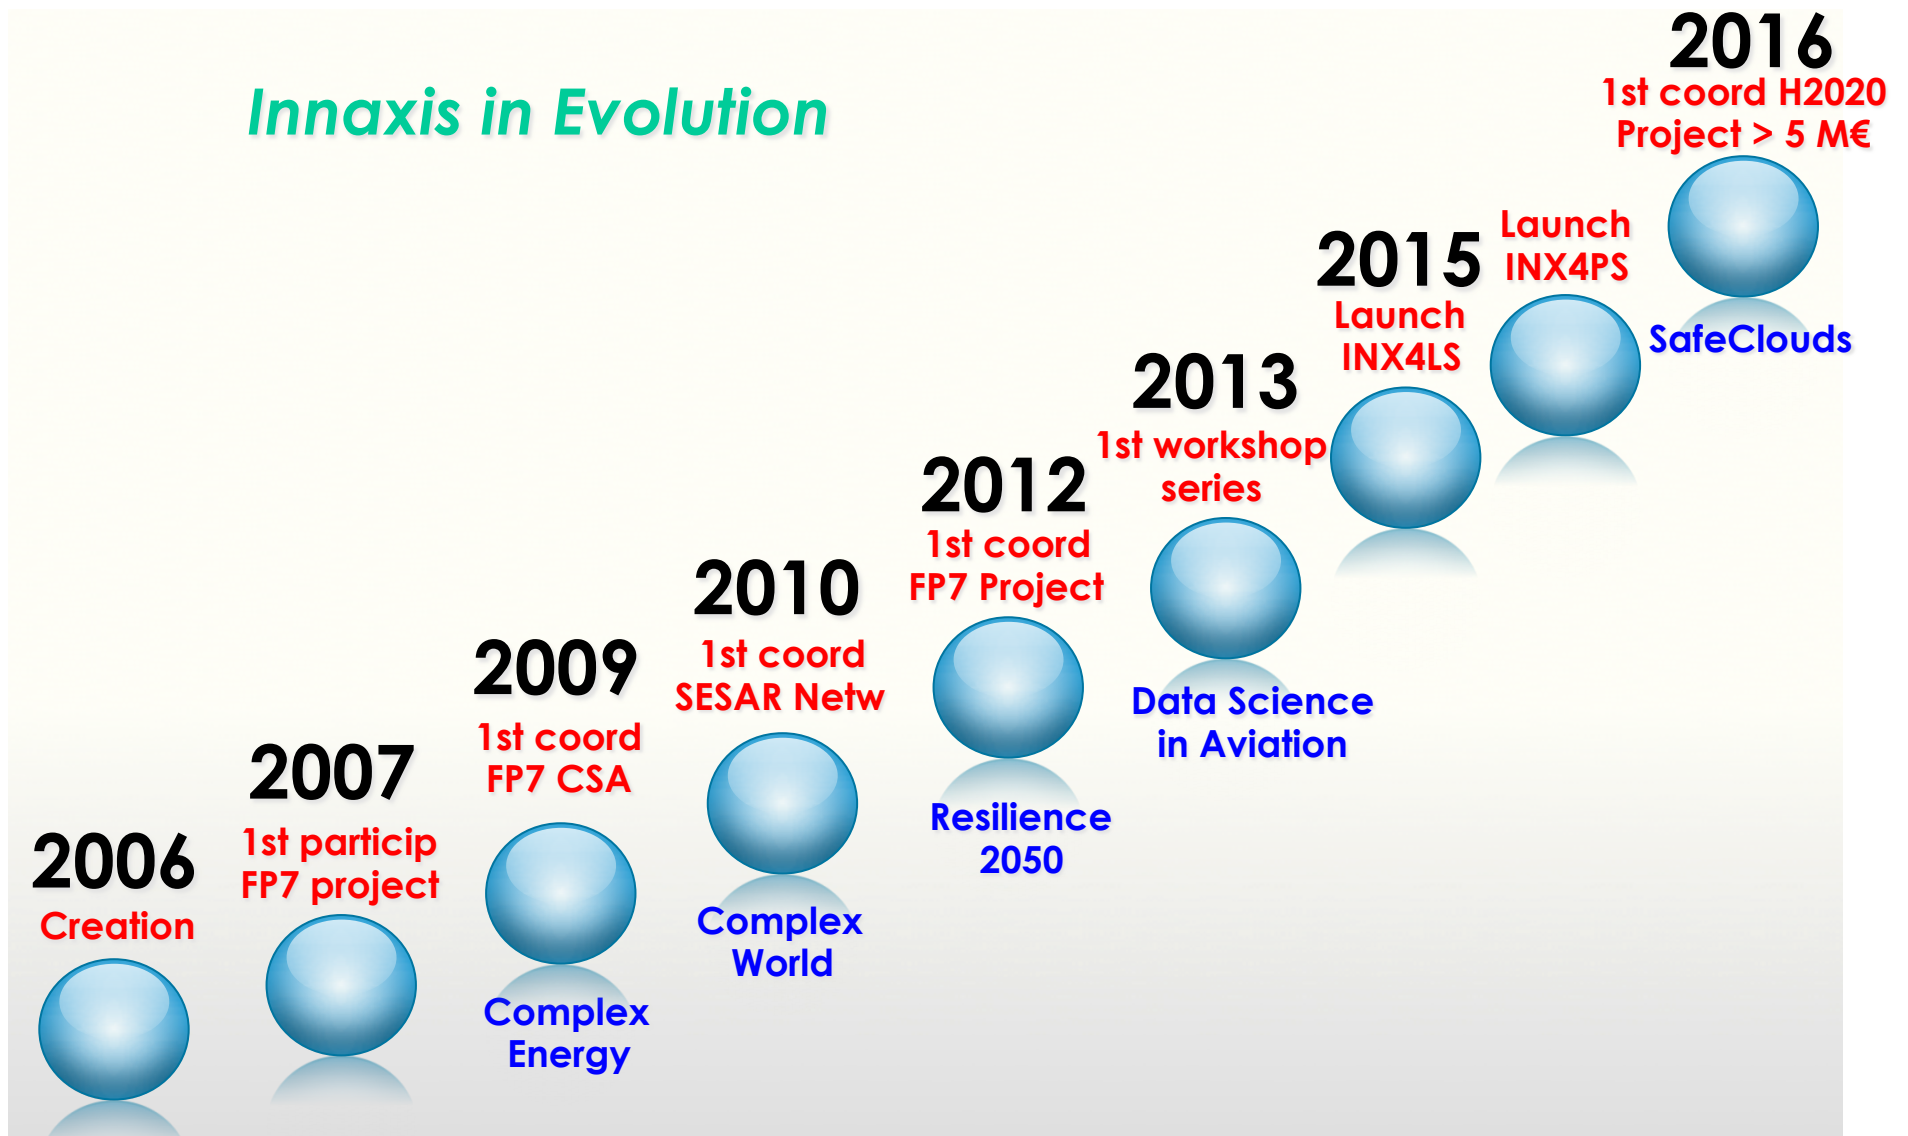 Innaxis in Evolution
2006
Creation
2007
1st particip
FP7 project
2009
1st coord
FP7 CSA
Complex
Energy
2010
1st coord
SESAR Netw
Complex
World
2012
1st coord
FP7 Project
Resilience
2050
2013
1st workshop
series
Data Science
in Aviation
2015
Launch
INX4LS
Launch
INX4PS
2016
1st coord H2020
Project > 5 M€
SafeClouds